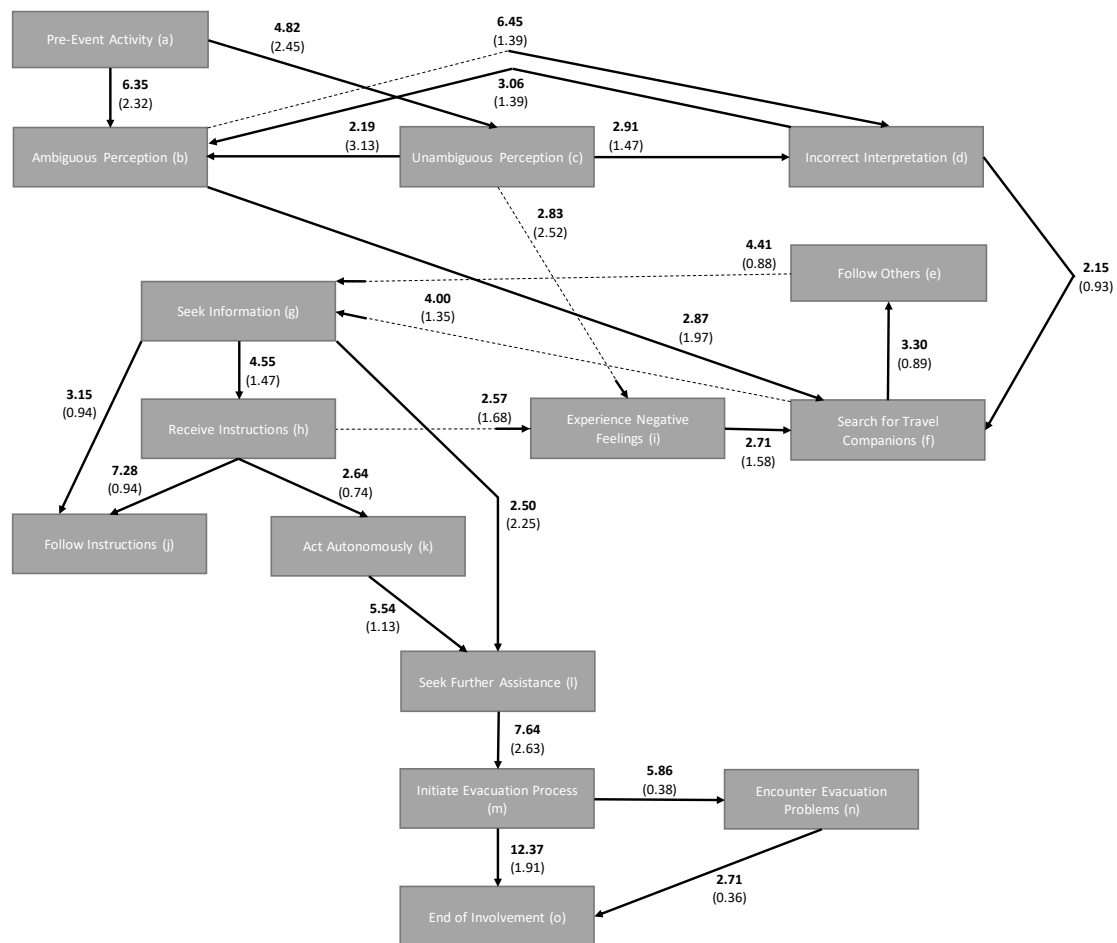 6.45
(1.39)
Pre-Event Activity (a)
4.82
(2.45)
6.35
(2.32)
3.06
(1.39)
2.19
(3.13)
2.91
(1.47)
Ambiguous Perception (b)
Unambiguous Perception (c)
Incorrect Interpretation (d)
2.83
(2.52)
4.41
(0.88)
Follow Others (e)
2.15
(0.93)
Seek Information (g)
4.00
(1.35)
2.87
(1.97)
3.30
(0.89)
4.55
(1.47)
3.15
(0.94)
2.57
(1.68)
Receive Instructions (h)
Experience Negative
Feelings (i)
2.71
(1.58)
Search for Travel
Companions (f)
7.28
(0.94)
2.64
(0.74)
2.50
(2.25)
Follow Instructions (j)
Act Autonomously (k)
5.54
(1.13)
Seek Further Assistance (l)
7.64
(2.63)
Initiate Evacuation Process
(m)
5.86
(0.38)
Encounter Evacuation
Problems (n)
12.37
(1.91)
2.71
(0.36)
End of Involvement (o)